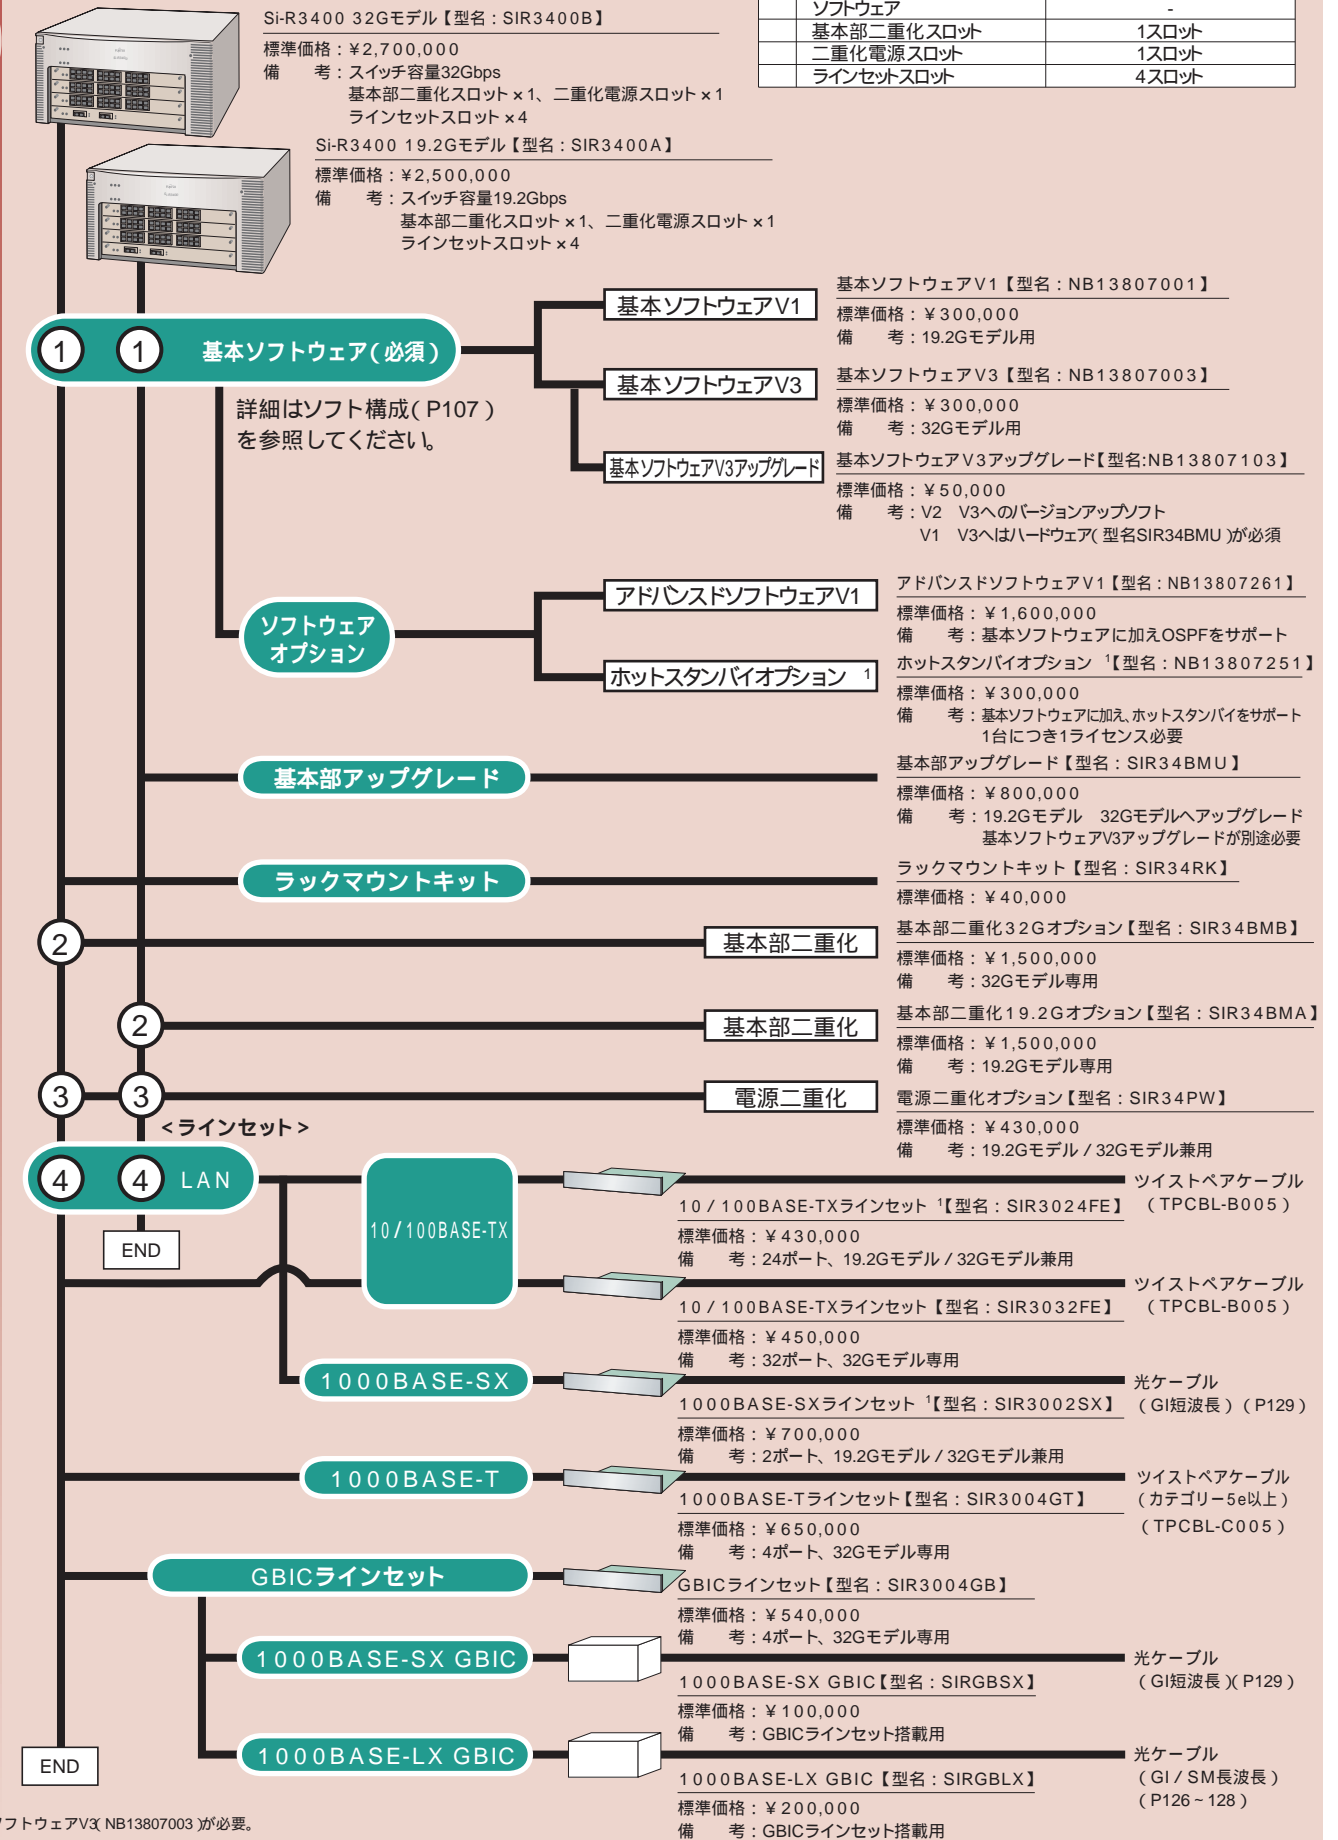 Si-R3400 32Gモデル【型名：SIR3400B】
標準価格：￥2,700,000
備　考：スイッチ容量32Gbps
基本部二重化スロット×1、二重化電源スロット×1
ラインセットスロット×4
ソフトウェア　-
基本部二重化スロット　1スロット
二重化電源スロット　1スロット
ラインセットスロット　4スロット
Si-R3400 19.2Gモデル【型名：SIR3400A】
標準価格：￥2,500,000
備　考：スイッチ容量19.2Gbps
基本部二重化スロット×1、二重化電源スロット×1
ラインセットスロット×4
1　1　基本ソフトウェア（必須）
詳細はソフト構成（P107）
を参照してください。
基本ソフトウェアV1
基本ソフトウェアV1【型名：NB13807001】
標準価格：￥300,000
備　考：19.2Gモデル用
基本ソフトウェアV3
基本ソフトウェアV3【型名：NB13807003】
標準価格：￥300,000
備　考：32Gモデル用
基本ソフトウェアV3アップグレード
基本ソフトウェアV3アップグレード【型名:NB13807103】
標準価格：￥50,000
備　考：V2　V3へのバージョンアップソフト
V1　V3へはハードウェア（型名SIR34BMU）が必須
ソフトウェア
オプション
アドバンスドソフトウェアV1
アドバンスドソフトウェアV1【型名：NB13807261】
標準価格：￥1,600,000
備　考：基本ソフトウェアに加えOSPFをサポート
ホットスタンバイオプション　1
ホットスタンバイオプション　1【型名：NB13807251】
標準価格：￥300,000
備　考：基本ソフトウェアに加え、ホットスタンバイをサポート
1台につき1ライセンス必要
基本部アップグレード
基本部アップグレード【型名：SIR34BMU】
標準価格：￥800,000
備　考：19.2Gモデル　32Gモデルへアップグレード
基本ソフトウェアV3アップグレードが別途必要
ラックマウントキット
ラックマウントキット【型名：SIR34RK】
標準価格：￥40,000
2
基本部二重化
基本部二重化32Gオプション【型名：SIR34BMB】
標準価格：￥1,500,000
備　考：32Gモデル専用
2
基本部二重化
基本部二重化19.2Gオプション【型名：SIR34BMA】
標準価格：￥1,500,000
備　考：19.2Gモデル専用
3　3
電源二重化
電源二重化オプション【型名：SIR34PW】
標準価格：￥430,000
備　考：19.2Gモデル／32Gモデル兼用
<ラインセット>
4　4　LAN
END
10/100BASE-TX
10/100BASE-TXラインセット　1【型名：SIR3024FE】
標準価格：￥430,000
備　考：24ポート、19.2Gモデル／32Gモデル兼用
ツイストペアケーブル
（TPCBL-B005）
10/100BASE-TXラインセット【型名：SIR3032FE】
標準価格：￥450,000
備　考：32ポート、32Gモデル専用
ツイストペアケーブル
（TPCBL-B005）
1000BASE-SX
1000BASE-SXラインセット　1【型名：SIR3002SX】
標準価格：￥700,000
備　考：2ポート、19.2Gモデル／32Gモデル兼用
光ケーブル
（GI短波長）（P129）
1000BASE-T
1000BASE-Tラインセット【型名：SIR3004GT】
標準価格：￥650,000
備　考：4ポート、32Gモデル専用
ツイストペアケーブル
（カテゴリー5e以上）
（TPCBL-C005）
GBICラインセット
GBICラインセット【型名：SIR3004GB】
標準価格：￥540,000
備　考：4ポート、32Gモデル専用
1000BASE-SX GBIC
1000BASE-SX GBIC【型名：SIRGBSX】
標準価格：￥100,000
備　考：GBICラインセット搭載用
光ケーブル
（GI短波長）（P129）
1000BASE-LX GBIC
1000BASE-LX GBIC【型名：SIRGBLX】
標準価格：￥200,000
備　考：GBICラインセット搭載用
光ケーブル
（GI／SM長波長）
（P126～128）
END
フトウェアV3（NB13807003）が必要。